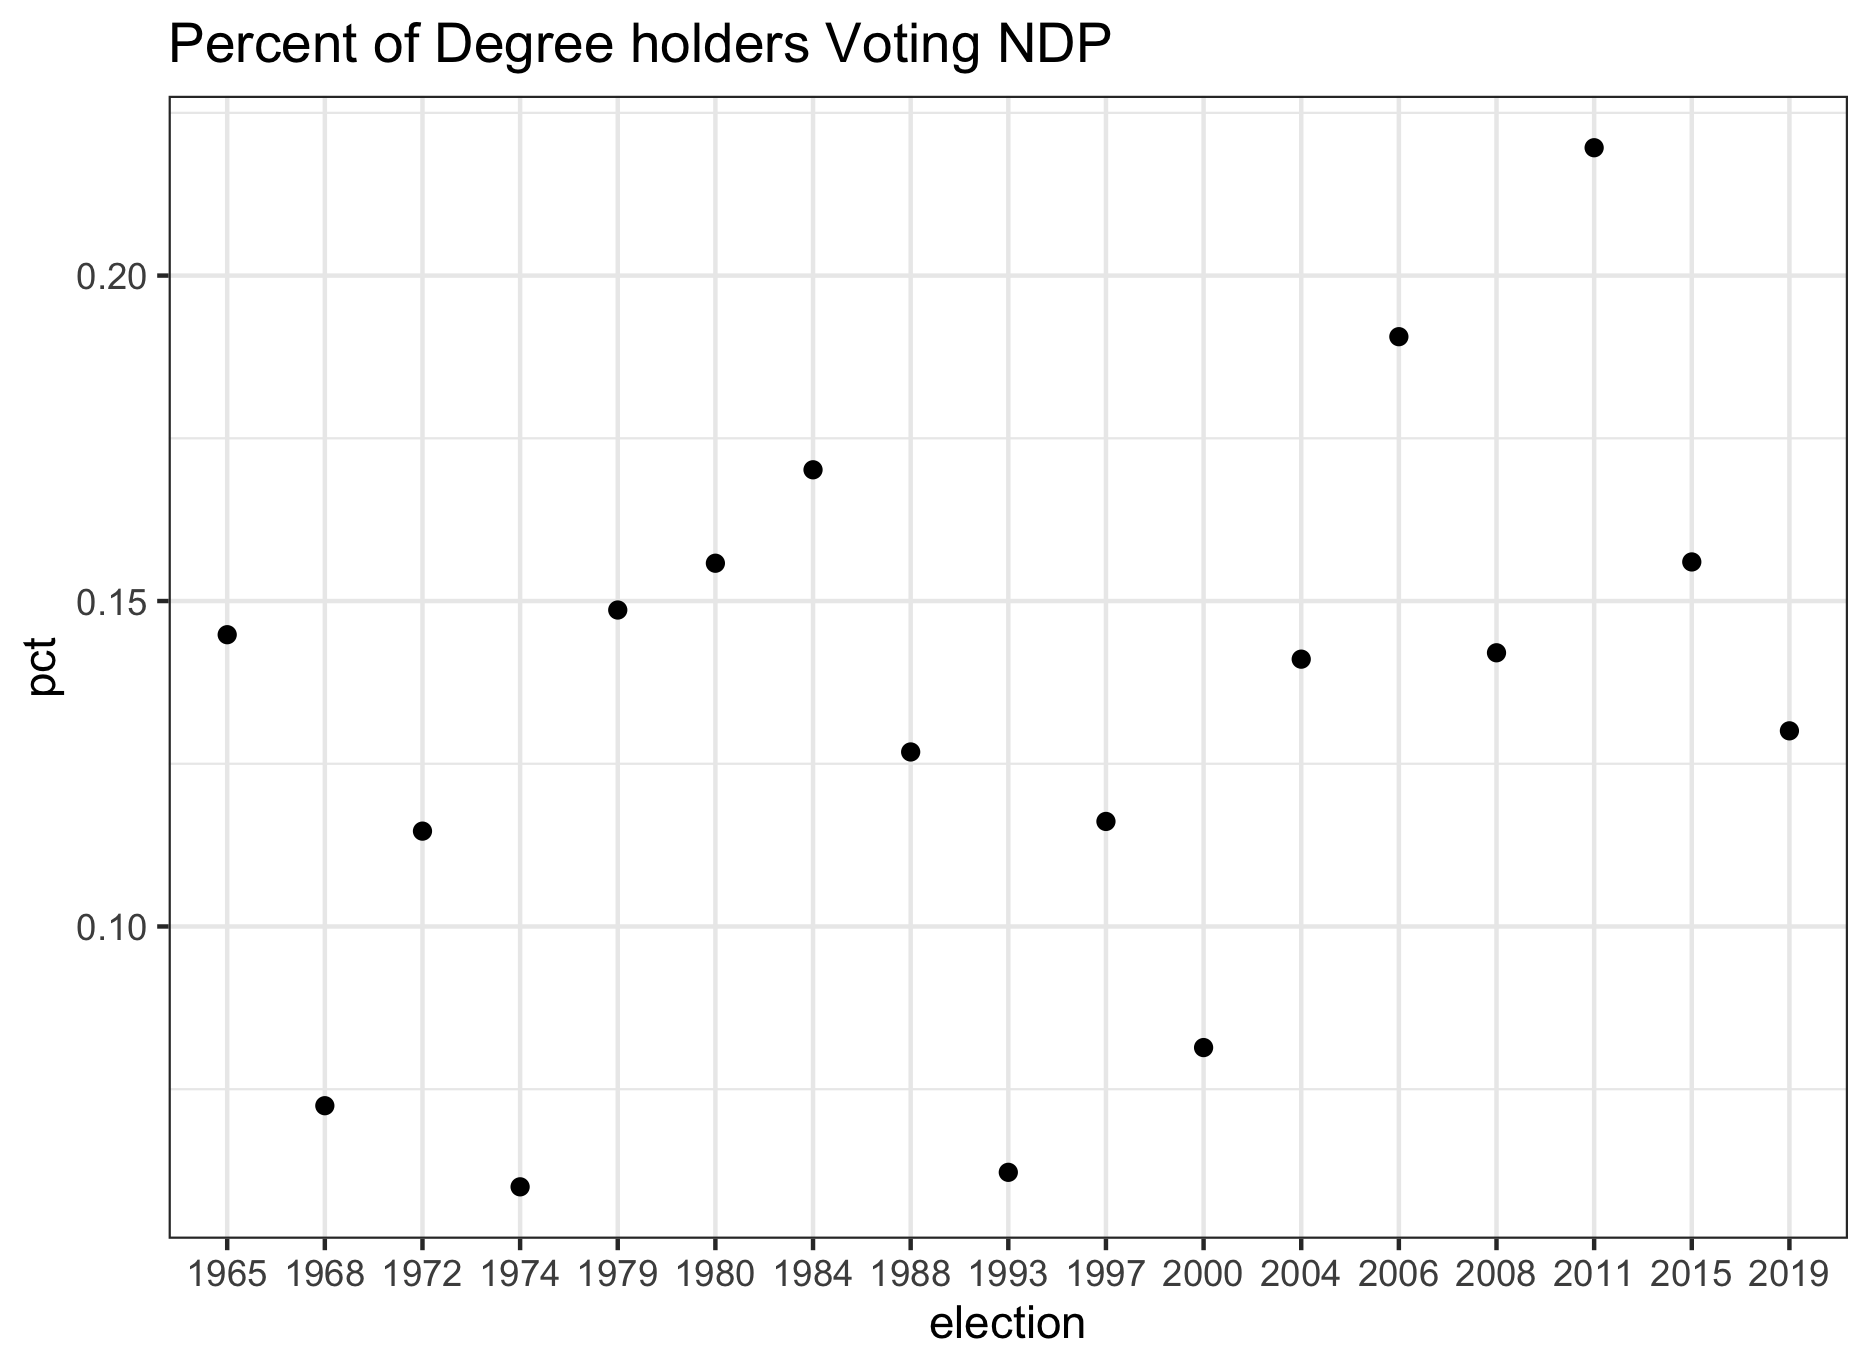 Percent of Degree holders Voting NDP
0.20
0.15
0.10
pct
1965 1968 1972 1974 1979 1980 1984 1988 1993 1997 2000 2004 2006 2008 2011 2015 2019
election